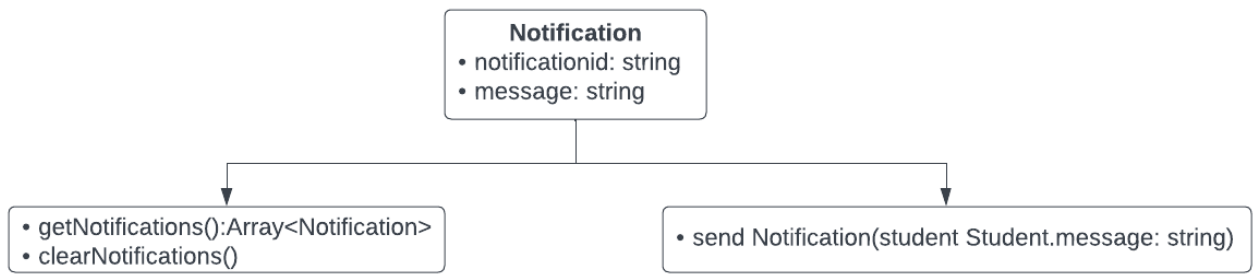 Notification
• notificationid: string
• message: string
• getNotifications():Array<Notification>
• clearNotifications()
• send Notification(student Student.message: string)